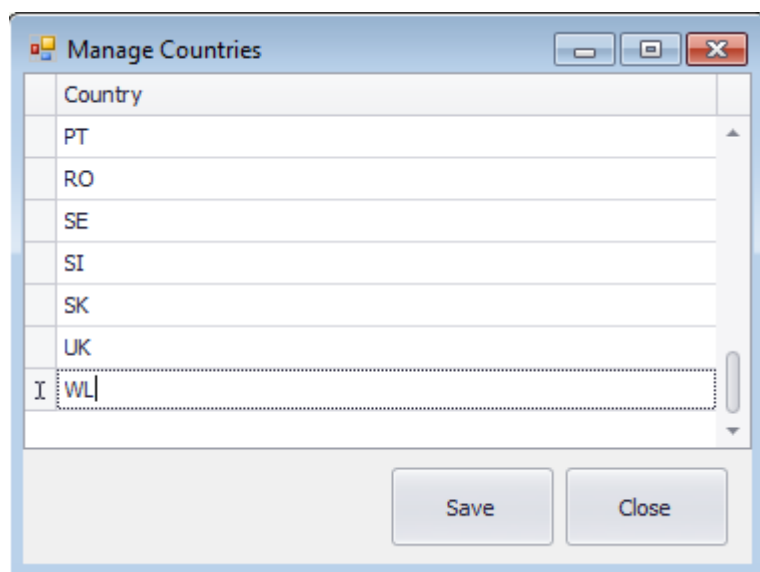 Manage Countries
Country
PT
RO
SE
SI
SK
UK
WL
Save Close